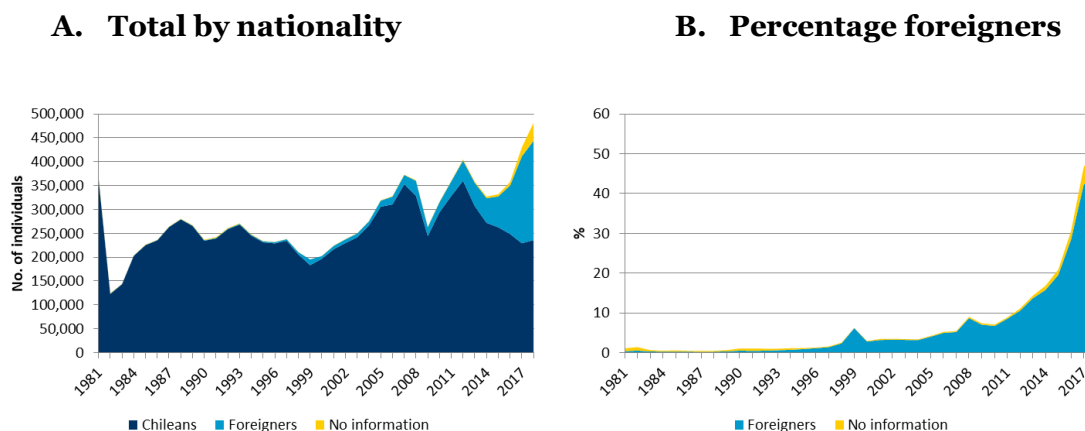 A. Total by nationality
No. of individuals
500,000
450,000
400,000
350,000
300,000
250,000
200,000
150,000
100,000
50,000
0
1981 1984 1987 1990 1993 1996 1999 2002 2005 2008 2011 2014 2017
Chileans Foreigners No information
B. Percentage foreigners
%
60
50
40
30
20
10
0
1981 1984 1987 1990 1993 1996 1999 2002 2005 2008 2011 2014 2017
Foreigners No information